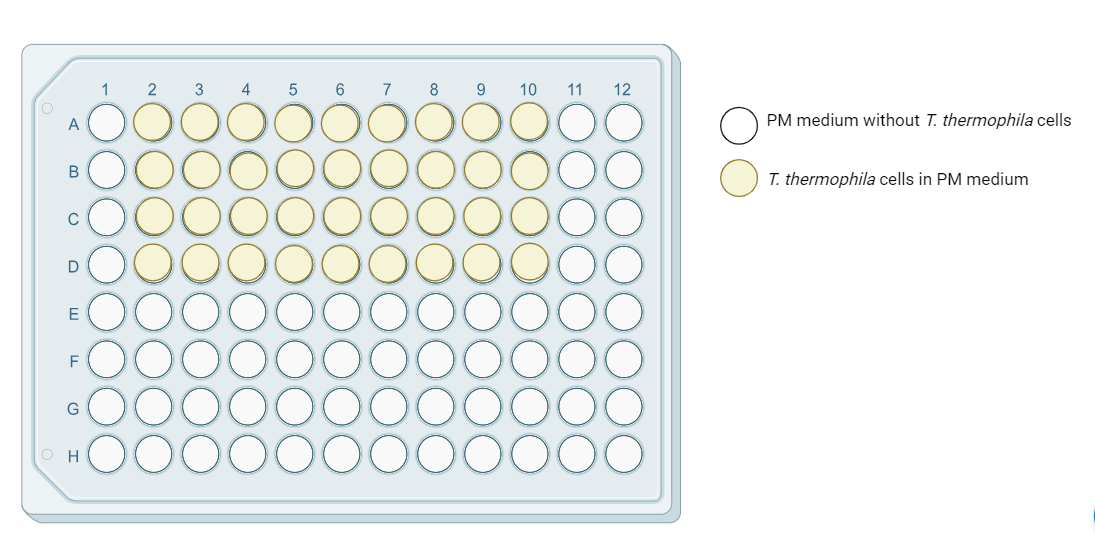 1 2 3 4 5 6 7 8 9 10 11 12
A
B
C
D
E
F
G
H
PM medium without T. thermophila cells
T. thermophila cells in PM medium